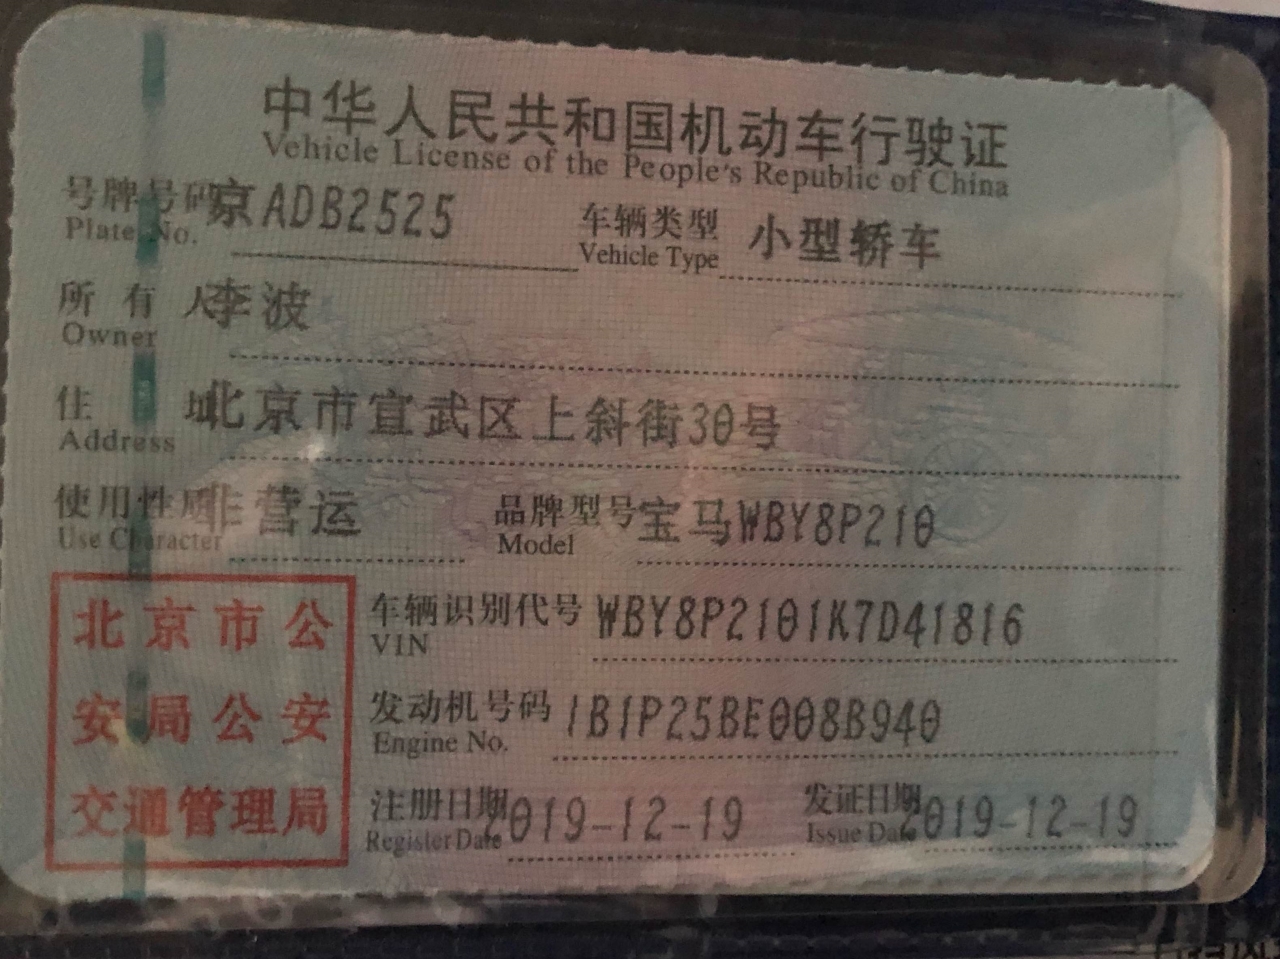 中华人民共和国机动车行驶证
Vehicle License of the People's Republic of China
号牌号码 京ADB2525 车辆类型 小型轿车
Plate No. Vehicle Type
所有人 李波
Owner
住址 北京市宣武区上斜街30号
Address
使用性质 非营运 品牌型号 宝马WBY8P210
Use Character Model
车辆识别代号 WBY8P2101K7D41816
VIN
发动机号码 1B1P25BE008B940
Engine No.
注册日期 2019-12-19 发证日期 2019-12-19
Register Date Issue Date
北京市公
安局公安
交通管理局